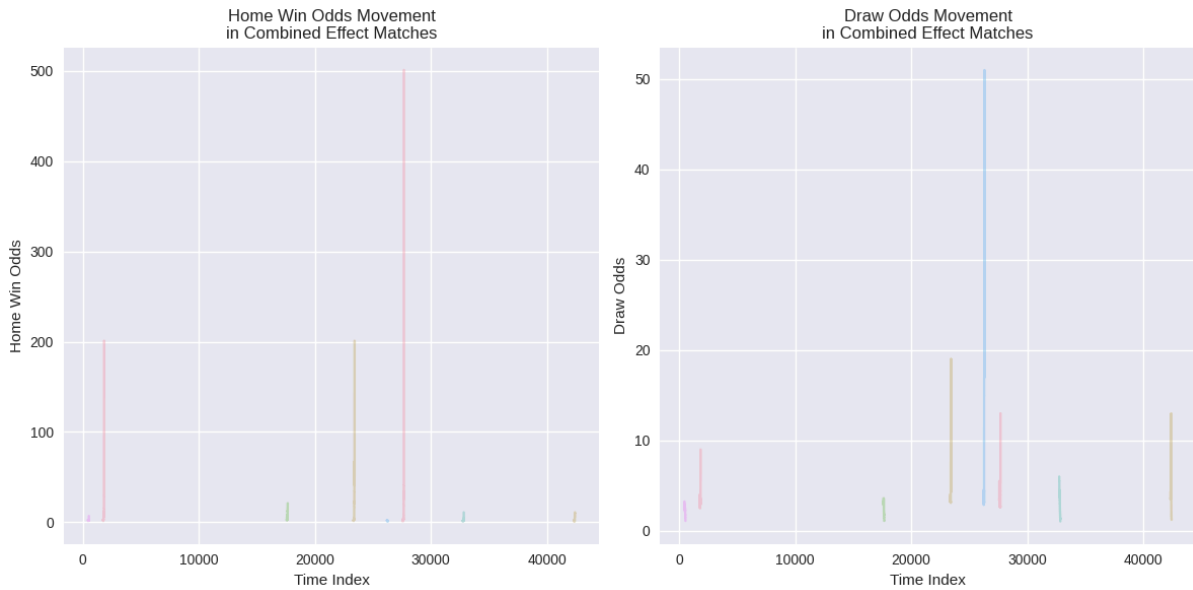 Home Win Odds Movement
in Combined Effect Matches
Home Win Odds
500
400
300
200
100
0
0 10000 20000 30000 40000
Time Index
Draw Odds Movement
in Combined Effect Matches
Draw Odds
50
40
30
20
10
0
0 10000 20000 30000 40000
Time Index